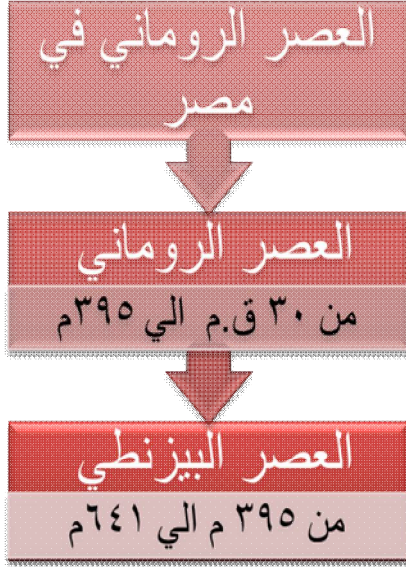 العصر الروماني في
مصر
العصر الروماني
من ٣٠ ق.م الي ٣٩٥م
العصر البيزنطي
من ٣٩٥ م الي ٦٤١م